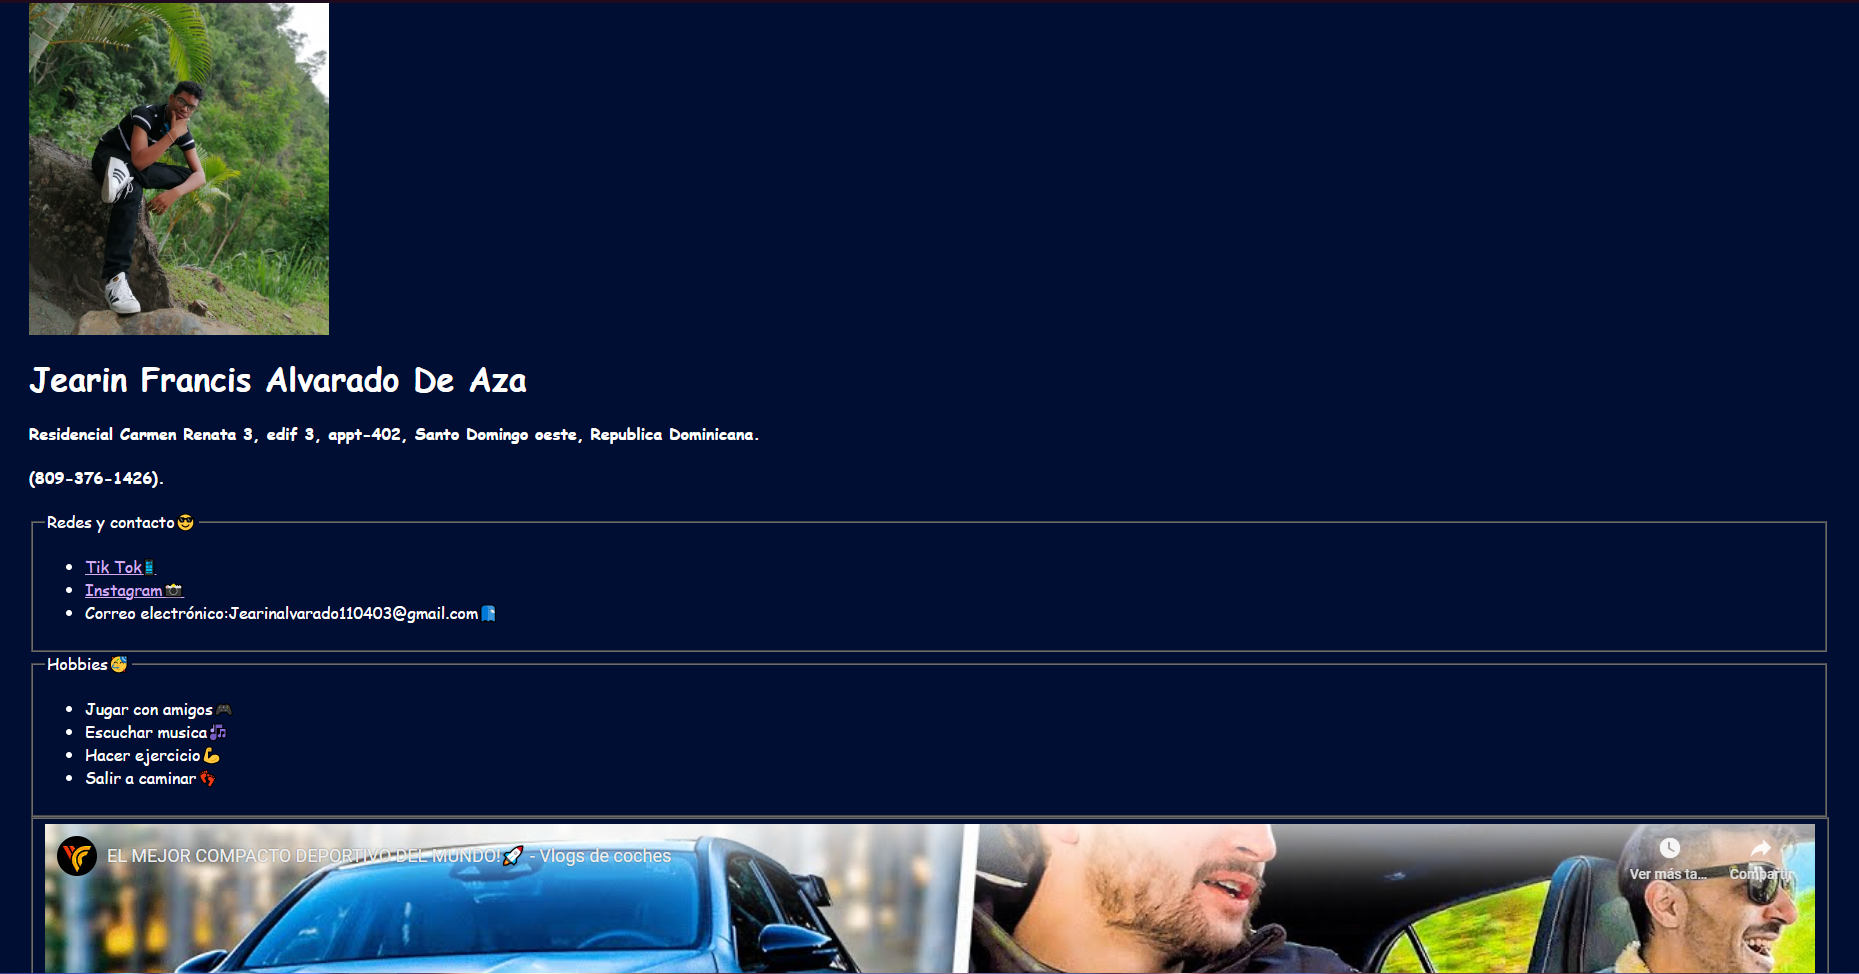 Jearin Francis Alvarado De Aza
Residencial Carmen Renata 3, edif 3, appt-402, Santo Domingo oeste, Republica Dominicana.
(809-376-1426).
Redes y contacto😎
Tik Tok📱
Instagram📸
Correo electrónico:Jearinalvarado110403@gmail.com📘
Hobbies🥳
Jugar con amigos🎮
Escuchar musica🎶
Hacer ejercicio💪
Salir a caminar👣
EL MEJOR COMPACTO DEPORTIVO DEL MUNDO!🚀 - Vlogs de coches
Ver más ta...
Compartir